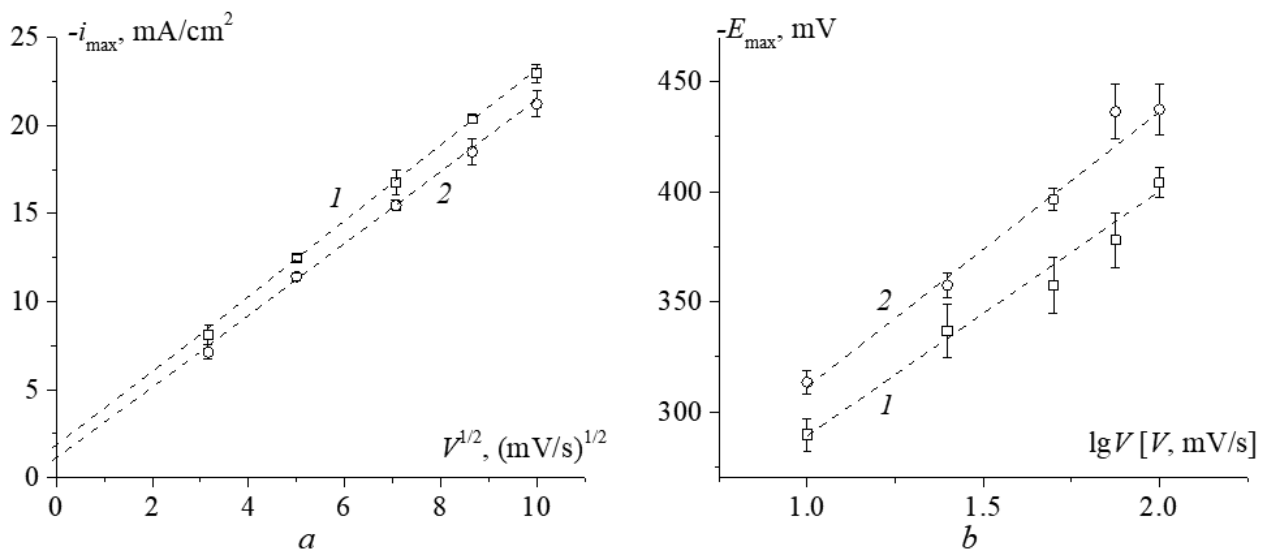 -i_max, mA/cm²
25
20
15
10
5
0
1
2
V^1/2, (mV/s)^1/2
0 2 4 6 8 10
a
-E_max, mV
450
400
350
300
2
1
lgV [V, mV/s]
1.0 1.5 2.0
b